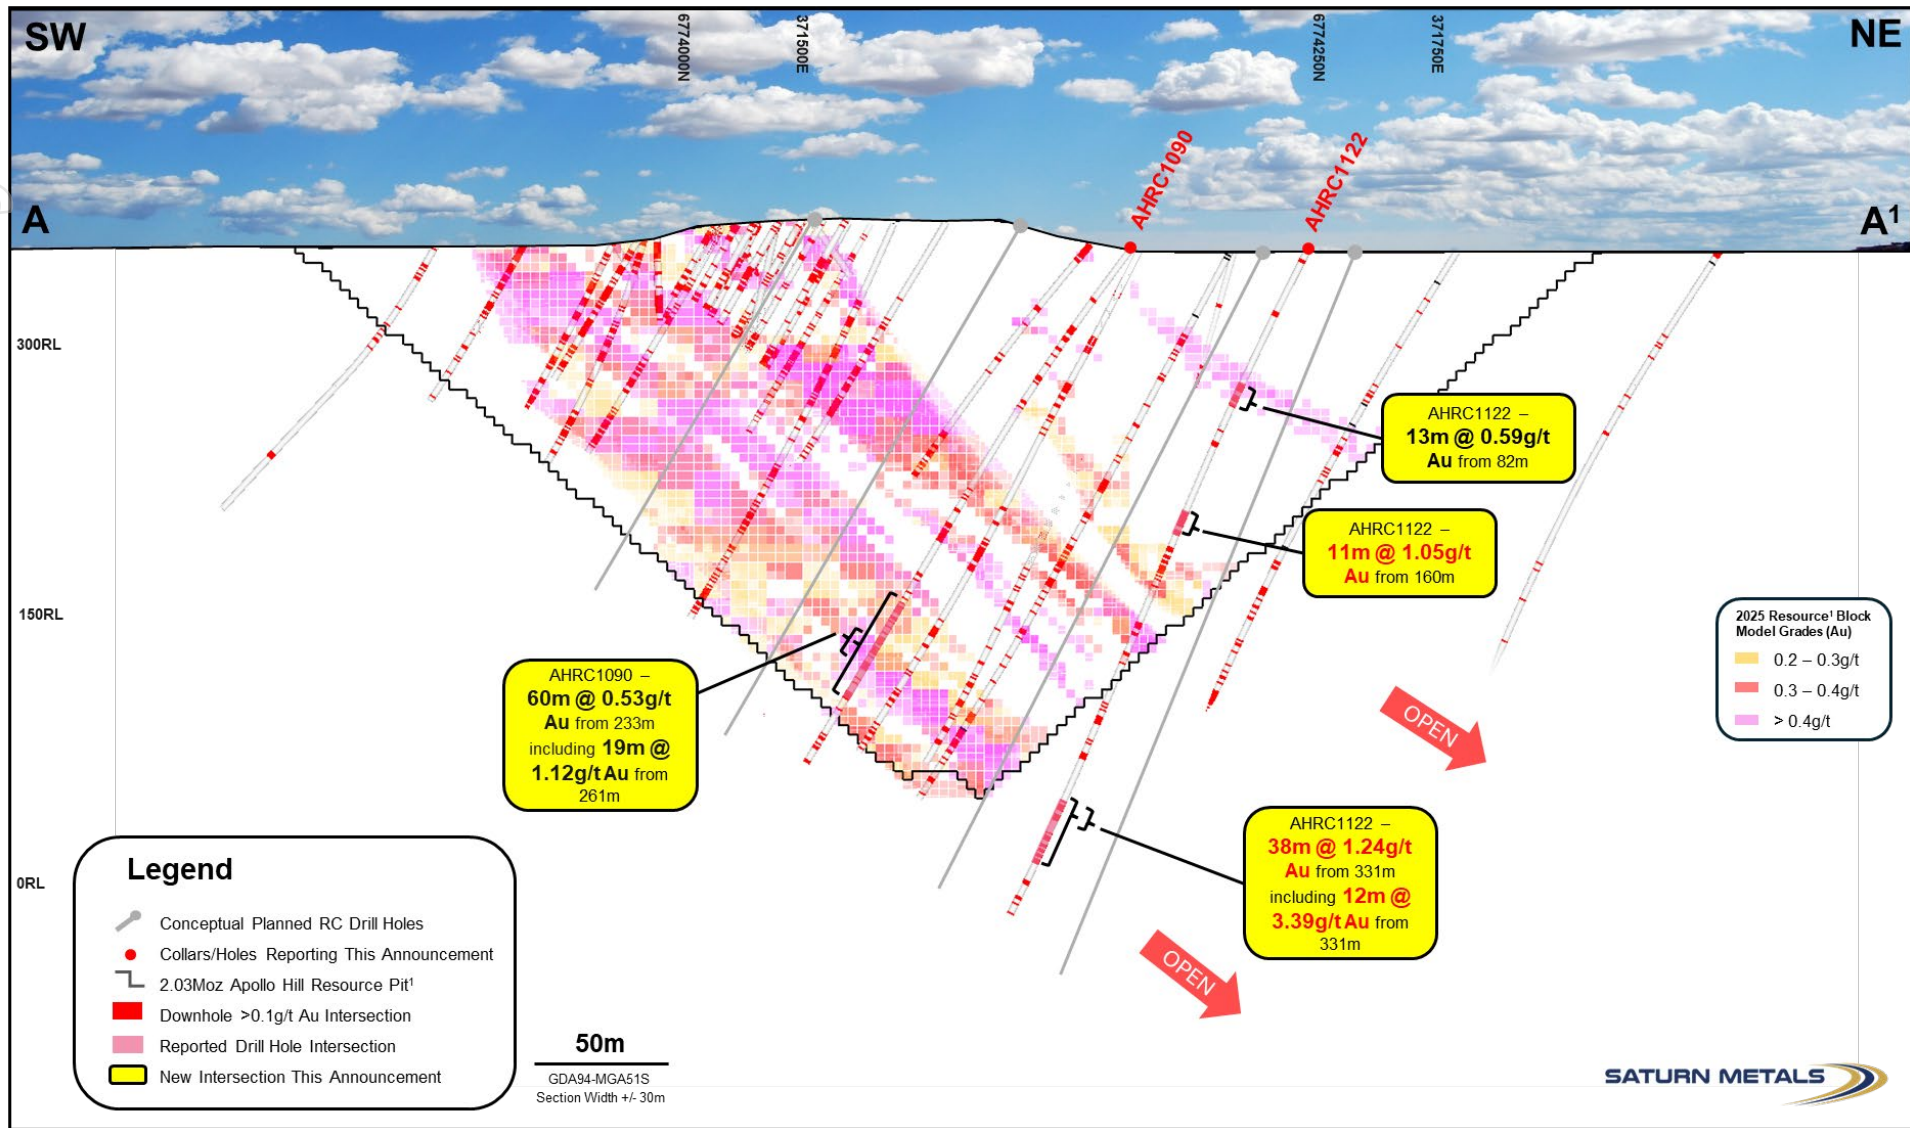 SW
NE
6774000N
371500E
6774250N
371750E
AHRC1090
AHRC1122
A
A¹
300RL
150RL
0RL
AHRC1122 –
13m @ 0.59g/t
Au from 82m
AHRC1122 –
11m @ 1.05g/t
Au from 160m
AHRC1090 –
60m @ 0.53g/t
Au from 233m
including 19m @
1.12g/t Au from
261m
AHRC1122 –
38m @ 1.24g/t
Au from 331m
including 12m @
3.39g/t Au from
331m
2025 Resource¹ Block
Model Grades (Au)
0.2 – 0.3g/t
0.3 – 0.4g/t
> 0.4g/t
OPEN
OPEN
Legend
Conceptual Planned RC Drill Holes
Collars/Holes Reporting This Announcement
2.03Moz Apollo Hill Resource Pit¹
Downhole >0.1g/t Au Intersection
Reported Drill Hole Intersection
New Intersection This Announcement
50m
GDA94-MGA51S
Section Width +/- 30m
SATURN METALS